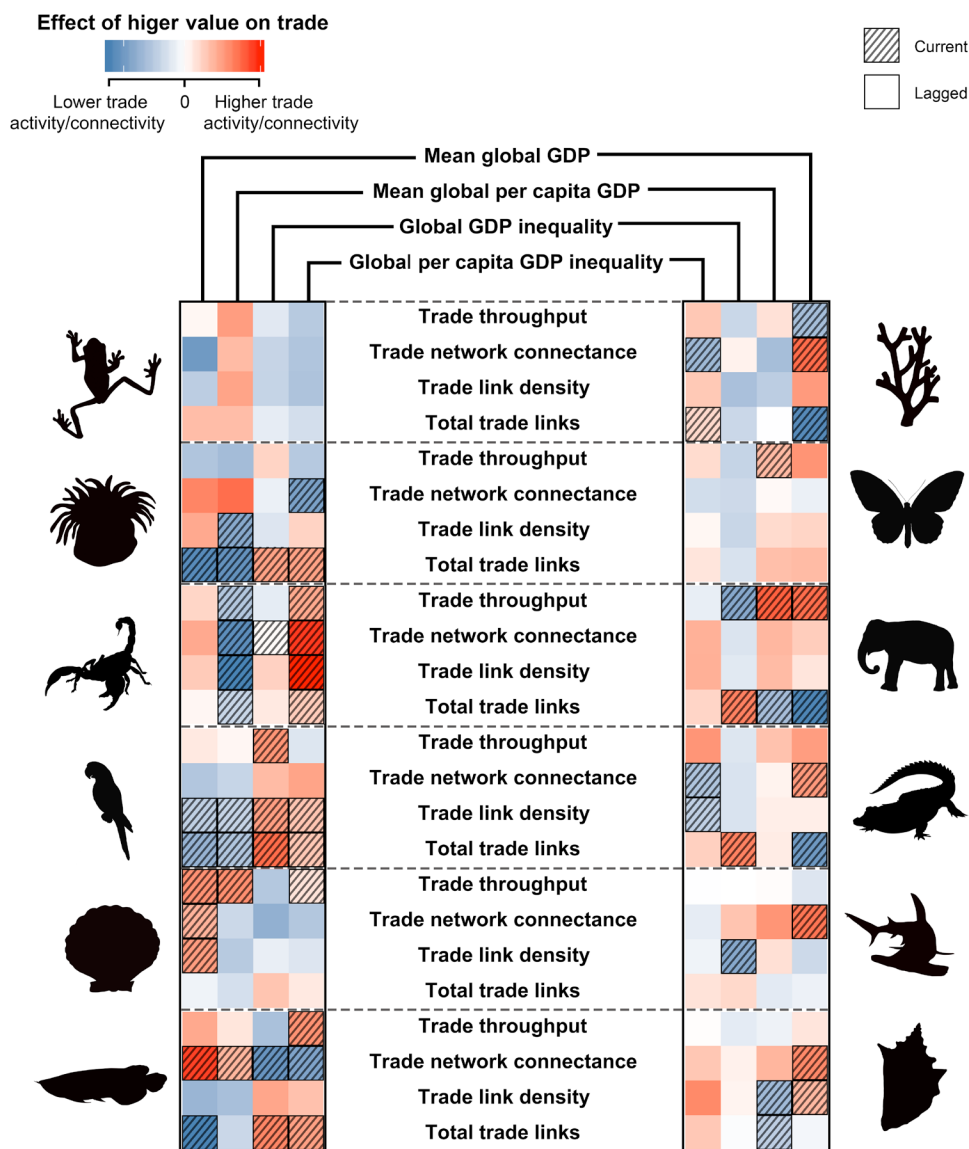 Effect of higer value on trade
Lower trade
activity/connectivity
0
Higher trade
activity/connectivity
Current
Lagged
Mean global GDP
Mean global per capita GDP
Global GDP inequality
Global per capita GDP inequality
Trade throughput
Trade network connectance
Trade link density
Total trade links
Trade throughput
Trade network connectance
Trade link density
Total trade links
Trade throughput
Trade network connectance
Trade link density
Total trade links
Trade throughput
Trade network connectance
Trade link density
Total trade links
Trade throughput
Trade network connectance
Trade link density
Total trade links
Trade throughput
Trade network connectance
Trade link density
Total trade links